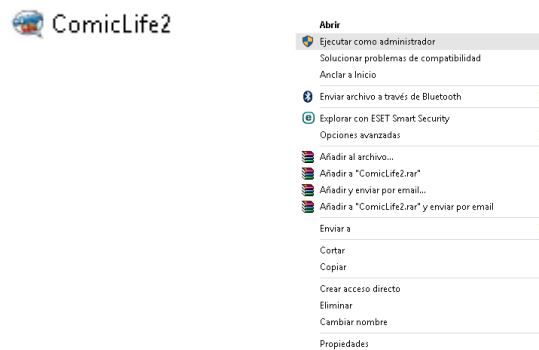 ComicLife2
Abrir
Ejecutar como administrador
Solucionar problemas de compatibilidad
Anclar a Inicio
Enviar archivo a través de Bluetooth
Explorar con ESET Smart Security
Opciones avanzadas
Añadir al archivo...
Añadir a "ComicLife2.rar"
Añadir y enviar por email...
Añadir a "ComicLife2.rar" y enviar por email
Enviar a
Cortar
Copiar
Crear acceso directo
Eliminar
Cambiar nombre
Propiedades